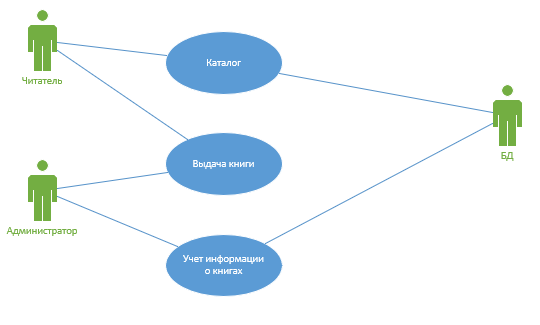 Читатель
Каталог
БД
Выдача книги
Администратор
Учет информации
о книгах